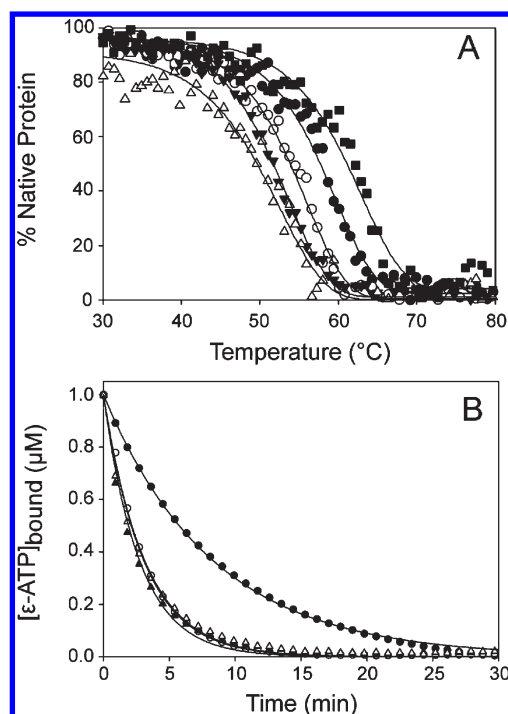 A
100
80
60
40
20
0
% Native Protein
30 40 50 60 70 80
Temperature (°C)
B
1.0
0.8
0.6
0.4
0.2
0.0
[ε-ATP]bound (μM)
0 5 10 15 20 25 30
Time (min)